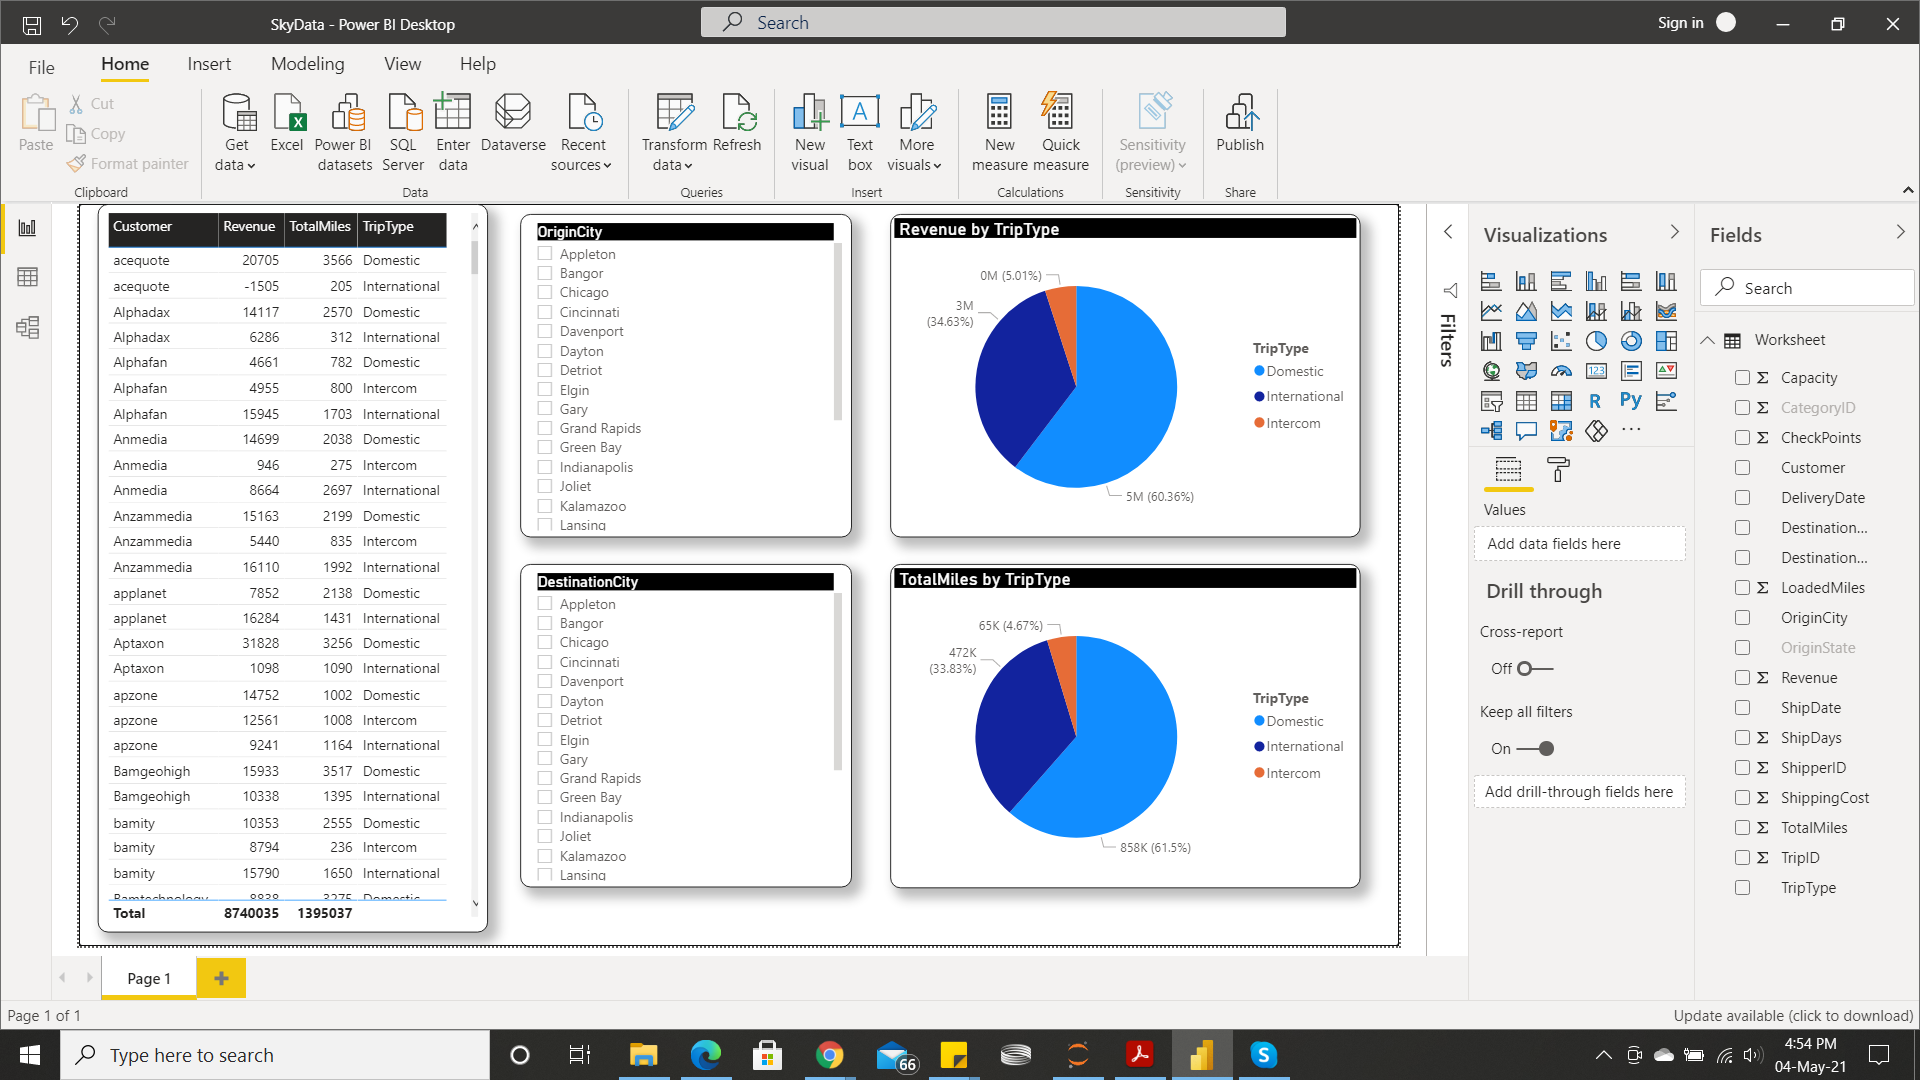 SkyData - Power BI Desktop
Search
Sign in
File
Home
Insert
Modeling
View
Help
Paste
Cut
Copy
Format painter
Clipboard
Get data
Excel
Power BI datasets
SQL Server
Enter data
Dataverse
Recent sources
Data
Transform data
Refresh
Queries
New visual
Text box
More visuals
Insert
New measure
Quick measure
Calculations
Sensitivity (preview)
Sensitivity
Publish
Share
Customer Revenue TotalMiles TripType
acequote 20705 3566 Domestic
acequote -1505 205 International
Alphadax 14117 2570 Domestic
Alphadax 6286 312 International
Alphafan 4661 782 Domestic
Alphafan 4955 800 Intercom
Alphafan 15945 1703 International
Anmedia 14699 2038 Domestic
Anmedia 946 275 Intercom
Anmedia 8664 2697 International
Anzammedia 15163 2199 Domestic
Anzammedia 5440 835 Intercom
Anzammedia 16110 1992 International
applanet 7852 2138 Domestic
applanet 16284 1431 International
Aptaxon 31828 3256 Domestic
Aptaxon 1098 1090 International
apzone 14752 1002 Domestic
apzone 12561 1008 Intercom
apzone 9241 1164 International
Bamgeohigh 15933 3517 Domestic
Bamgeohigh 10338 1395 International
bamity 10353 2555 Domestic
bamity 8794 236 Intercom
bamity 15790 1650 International
Bamtechnology 8838 3275 Domestic
Total 8740035 1395037
OriginCity
Appleton
Bangor
Chicago
Cincinnati
Davenport
Dayton
Detriot
Elgin
Gary
Grand Rapids
Green Bay
Indianapolis
Joliet
Kalamazoo
Lansing
DestinationCity
Appleton
Bangor
Chicago
Cincinnati
Davenport
Dayton
Detriot
Elgin
Gary
Grand Rapids
Green Bay
Indianapolis
Joliet
Kalamazoo
Lansing
Revenue by TripType
0M (5.01%)
3M
(34.63%)
5M (60.36%)
TripType
Domestic
International
Intercom
TotalMiles by TripType
65K (4.67%)
472K
(33.83%)
858K (61.5%)
TripType
Domestic
International
Intercom
Filters
Visualizations
123
R
Py
Values
Add data fields here
Drill through
Cross-report
Off
Keep all filters
On
Add drill-through fields here
Fields
Search
Worksheet
Capacity
CategoryID
CheckPoints
Customer
DeliveryDate
Destination...
Destination...
LoadedMiles
OriginCity
OriginState
Revenue
ShipDate
ShipDays
ShipperID
ShippingCost
TotalMiles
TripID
TripType
Page 1
Page 1 of 1
Update available (click to download)
Type here to search
66
4:54 PM
04-May-21